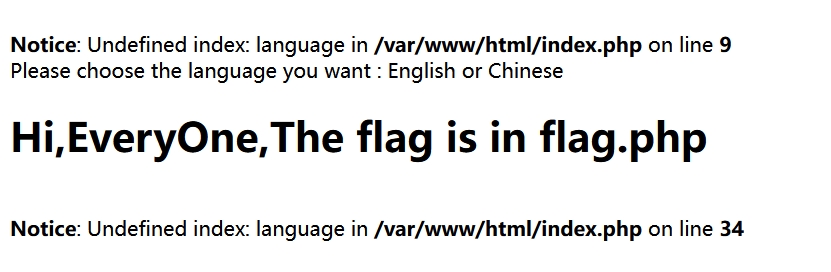 Notice: Undefined index: language in /var/www/html/index.php on line 9
Please choose the language you want : English or Chinese
Hi,EveryOne,The flag is in flag.php
Notice: Undefined index: language in /var/www/html/index.php on line 34